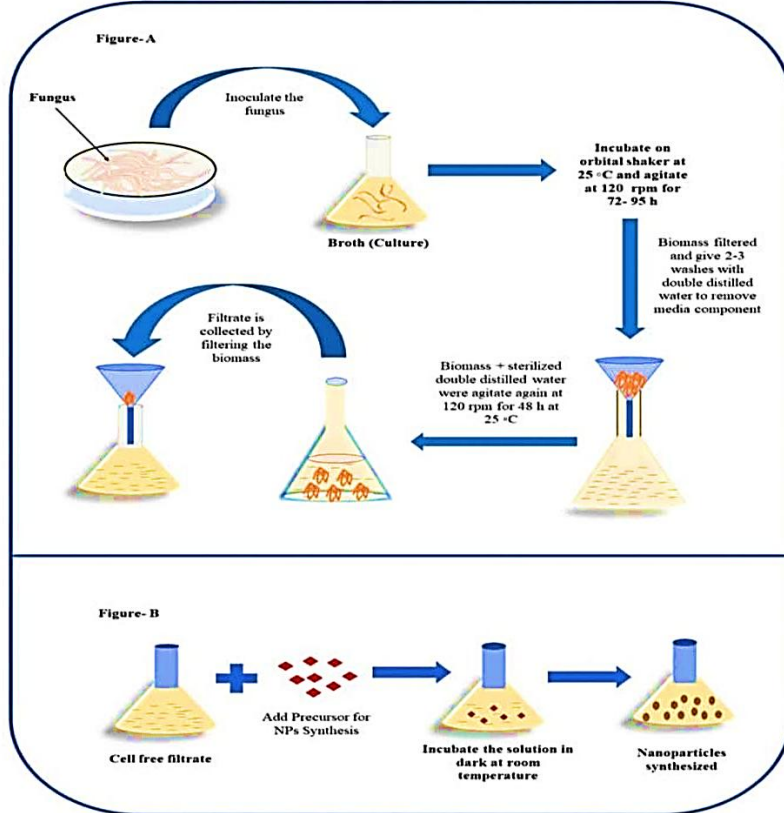 Figure- A
Fungus
Inoculate the
fungus
Broth (Culture)
Incubate on
orbital shaker at
25 ◦C and agitate
at 120 rpm for
72- 95 h
Biomass filtered
and give 2-3
washes with
double distilled
water to remove
media component
Biomass + sterilized
double distilled water
were agitate again at
120 rpm for 48 h at
25 ◦C
Filtrate is
collected by
filtering the
biomass
Figure- B
Cell free filtrate
Add Precursor for
NPs Synthesis
Incubate the solution in
dark at room
temperature
Nanoparticles
synthesized